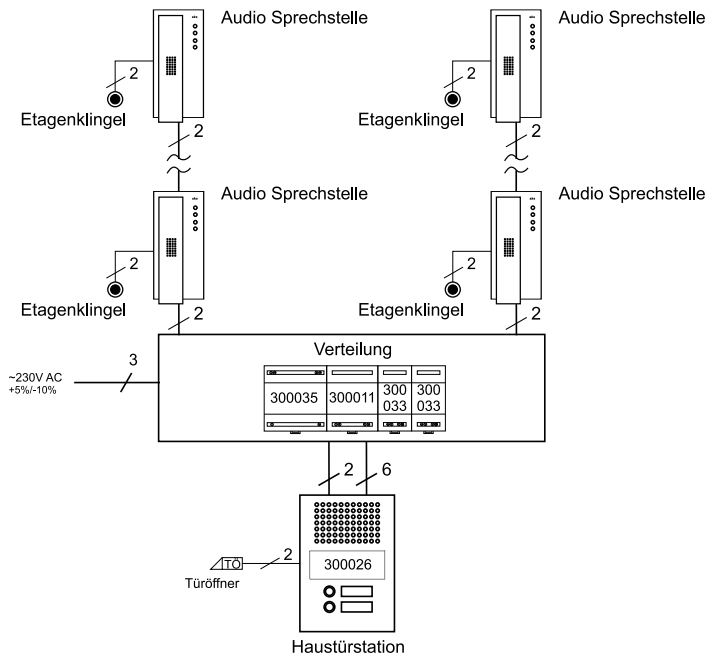 Audio Sprechstelle
Audio Sprechstelle
2
2
Etagenklingel
Etagenklingel
2
2
Audio Sprechstelle
Audio Sprechstelle
2
2
Etagenklingel
Etagenklingel
2
2
Verteilung
3
~230V AC
+5%/-10%
300035
300011
300
033
300
033
2
6
2
TÖ
Türöffner
300026
Haustürstation